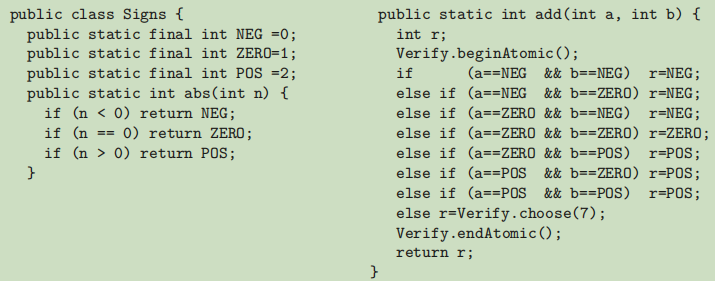 public class Signs {
public static final int NEG =0;
public static final int ZERO=1;
public static final int POS =2;
public static int abs(int n) {
if (n < 0) return NEG;
if (n == 0) return ZERO;
if (n > 0) return POS;
}
public static int add(int a, int b) {
int r;
Verify.beginAtomic();
if (a==NEG && b==NEG) r=NEG;
else if (a==NEG && b==ZERO) r=NEG;
else if (a==ZERO && b==NEG) r=NEG;
else if (a==ZERO && b==ZERO) r=ZERO;
else if (a==ZERO && b==POS) r=POS;
else if (a==POS && b==ZERO) r=POS;
else if (a==POS && b==POS) r=POS;
else r=Verify.choose(7);
Verify.endAtomic();
return r;
}